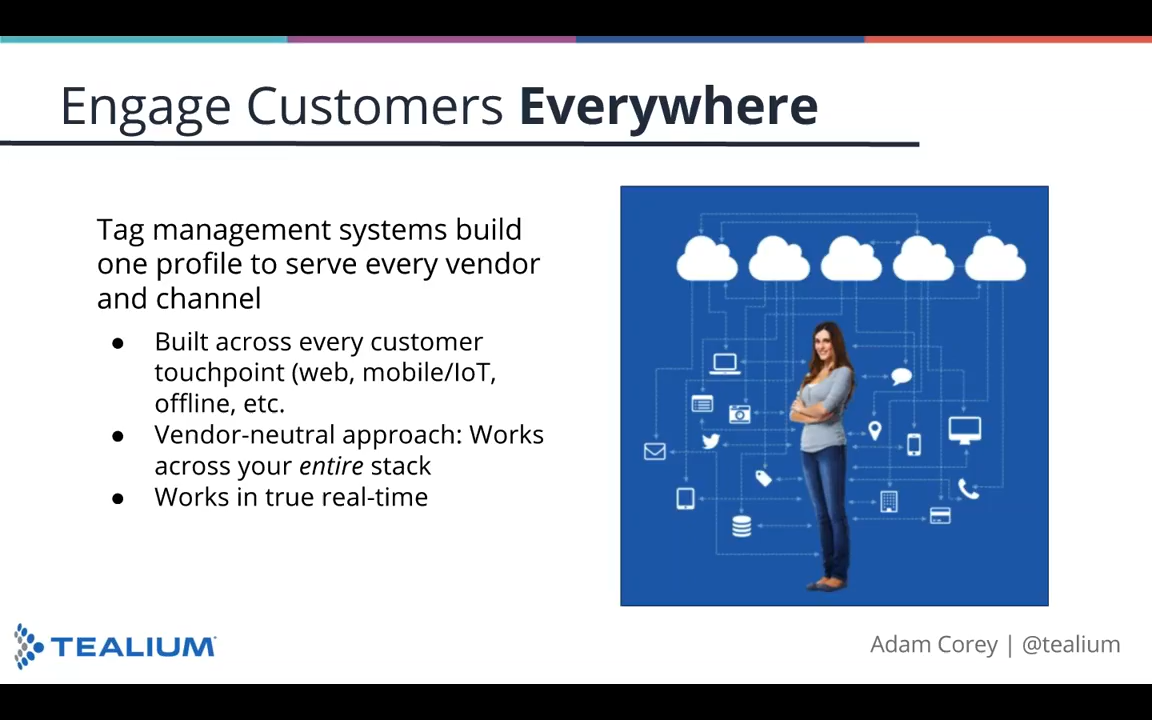 Engage Customers Everywhere
Tag management systems build
one profile to serve every vendor
and channel
● Built across every customer
touchpoint (web, mobile/IoT,
offline, etc.
● Vendor-neutral approach: Works
across your entire stack
● Works in true real-time
TEALIUM
Adam Corey | @tealium